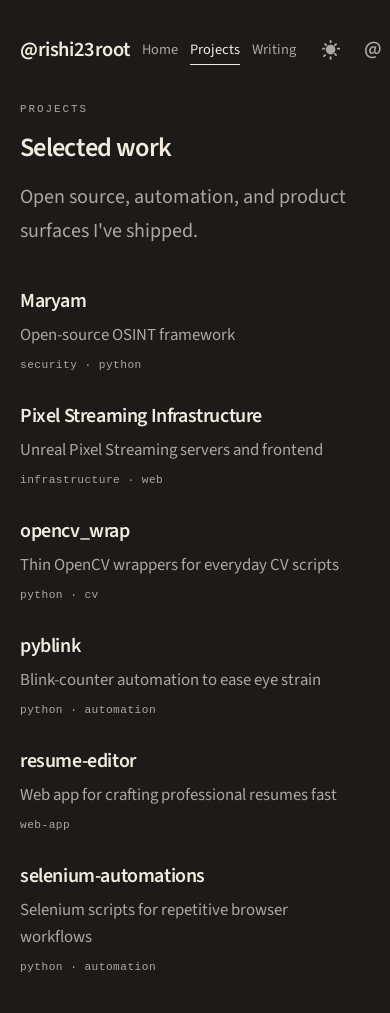 @rishi23root Home Projects Writing @
PROJECTS
Selected work
Open source, automation, and product
surfaces I've shipped.
Maryam
Open-source OSINT framework
security · python
Pixel Streaming Infrastructure
Unreal Pixel Streaming servers and frontend
infrastructure · web
opencv_wrap
Thin OpenCV wrappers for everyday CV scripts
python · cv
pyblink
Blink-counter automation to ease eye strain
python · automation
resume-editor
Web app for crafting professional resumes fast
web-app
selenium-automations
Selenium scripts for repetitive browser
workflows
python · automation